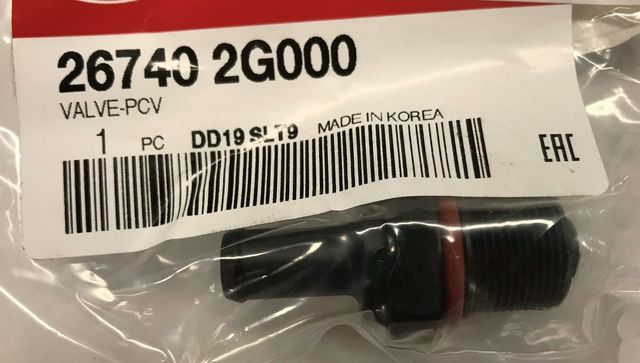 26740 2G000
VALVE-PCV
1 PC DD19 SLT9 MADE IN KOREA
EAC